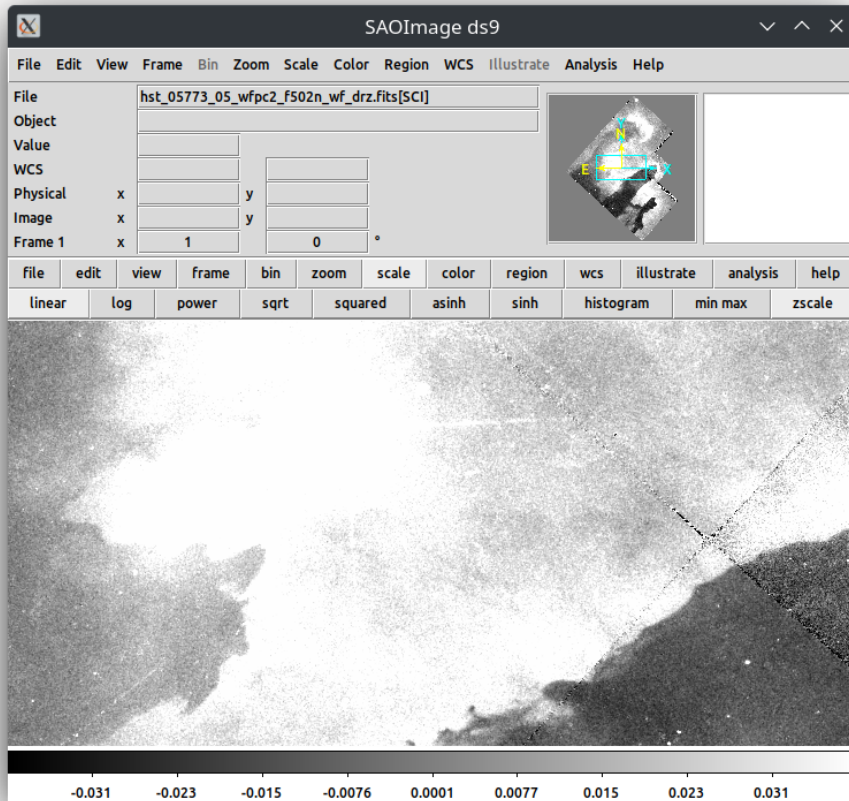 SAOImage ds9
File Edit View Frame Bin Zoom Scale Color Region WCS Illustrate Analysis Help
File hst_05773_05_wfpc2_f502n_wf_drz.fits[SCI]
Object
Value
WCS
Physical x y
Image x y
Frame 1 x 1 0 °
Y
N
E X
file edit view frame bin zoom scale color region wcs illustrate analysis help
linear log power sqrt squared asinh sinh histogram min max zscale
-0.031 -0.023 -0.015 -0.0076 0.0001 0.0077 0.015 0.023 0.031